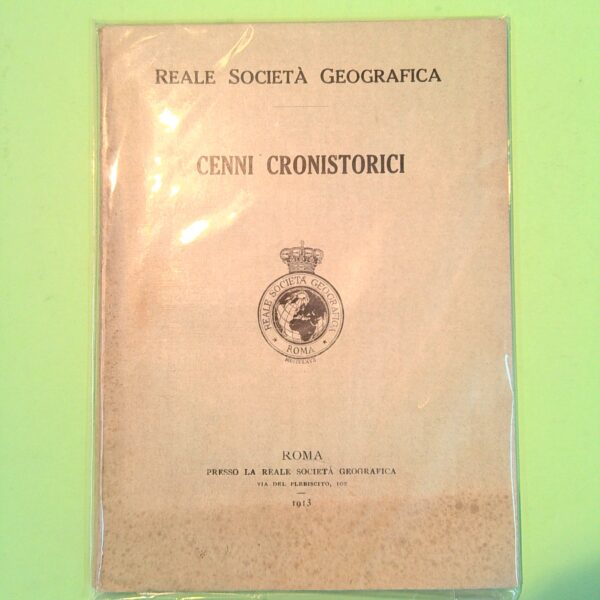 REALE SOCIETÀ GEOGRAFICA
CENNI CRONISTORICI
REALE SOCIETÀ GEOGRAFICA
ROMA
ROMA
PRESSO LA REALE SOCIETÀ GEOGRAFICA
VIA DEL PLEBISCITO, 102
1913